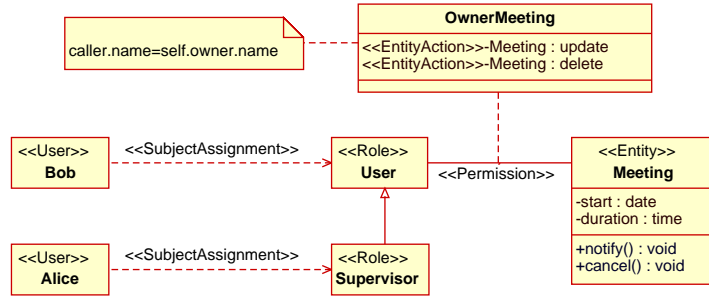 OwnerMeeting
<<EntityAction>>-Meeting : update
<<EntityAction>>-Meeting : delete
caller.name=self.owner.name
<<User>>
Bob
<<SubjectAssignment>>
<<Role>>
User
<<Permission>>
<<Entity>>
Meeting
-start : date
-duration : time
+notify() : void
+cancel() : void
<<User>>
Alice
<<SubjectAssignment>>
<<Role>>
Supervisor